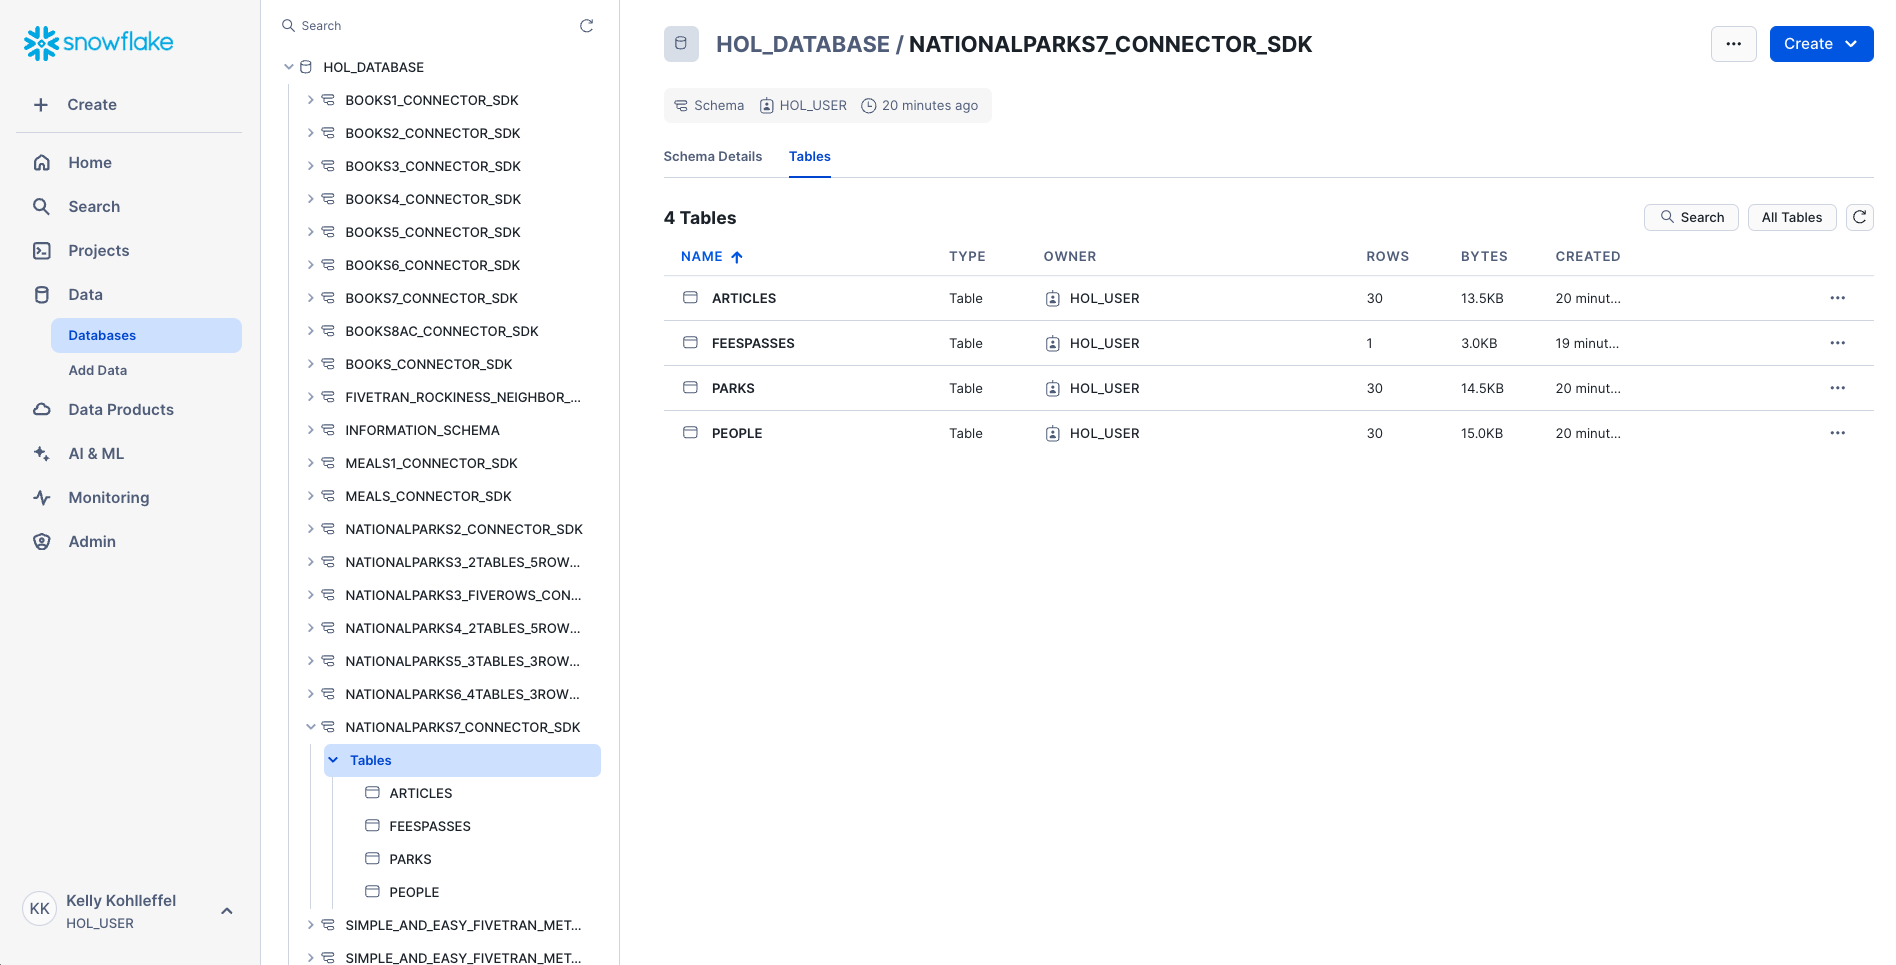 snowflake
Create
Home
Search
Projects
Data
Databases
Add Data
Data Products
AI & ML
Monitoring
Admin
KK
Kelly Kohlleffel
HOL_USER
Search
HOL_DATABASE
BOOKS1_CONNECTOR_SDK
BOOKS2_CONNECTOR_SDK
BOOKS3_CONNECTOR_SDK
BOOKS4_CONNECTOR_SDK
BOOKS5_CONNECTOR_SDK
BOOKS6_CONNECTOR_SDK
BOOKS7_CONNECTOR_SDK
BOOKS8AC_CONNECTOR_SDK
BOOKS_CONNECTOR_SDK
FIVETRAN_ROCKINESS_NEIGHBOR_...
INFORMATION_SCHEMA
MEALS1_CONNECTOR_SDK
MEALS_CONNECTOR_SDK
NATIONALPARKS2_CONNECTOR_SDK
NATIONALPARKS3_2TABLES_5ROW...
NATIONALPARKS3_FIVEROWS_CON...
NATIONALPARKS4_2TABLES_5ROW...
NATIONALPARKS5_3TABLES_3ROW...
NATIONALPARKS6_4TABLES_3ROW...
NATIONALPARKS7_CONNECTOR_SDK
Tables
ARTICLES
FEESPASSES
PARKS
PEOPLE
SIMPLE_AND_EASY_FIVETRAN_MET...
SIMPLE_AND_EASY_FIVETRAN_MET...
HOL_DATABASE / NATIONALPARKS7_CONNECTOR_SDK
... Create
Schema HOL_USER 20 minutes ago
Schema Details Tables
4 Tables Search All Tables
NAME TYPE OWNER ROWS BYTES CREATED
ARTICLES Table HOL_USER 30 13.5KB 20 minut... ...
FEESPASSES Table HOL_USER 1 3.0KB 19 minut... ...
PARKS Table HOL_USER 30 14.5KB 20 minut... ...
PEOPLE Table HOL_USER 30 15.0KB 20 minut... ...